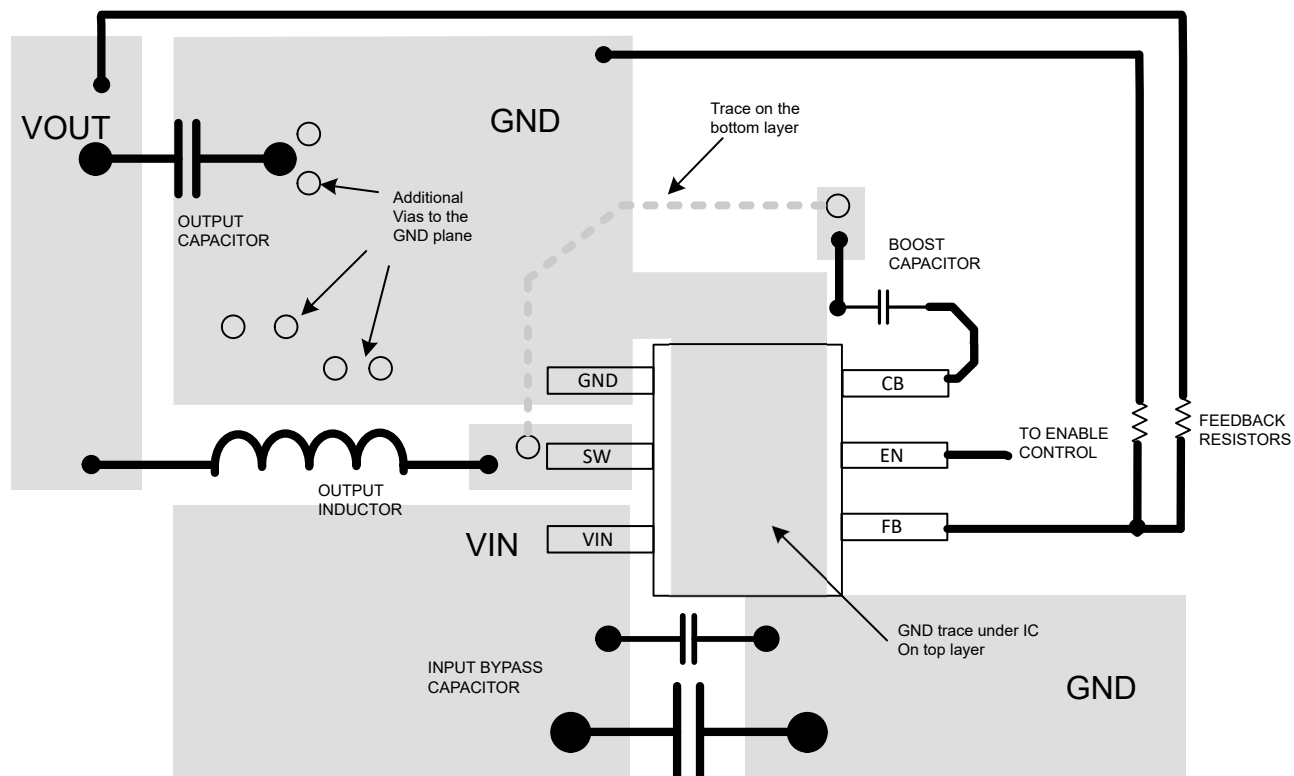 VOUT
GND
Trace on the
bottom layer
Additional
Vias to the
GND plane
OUTPUT
CAPACITOR
BOOST
CAPACITOR
GND
CB
SW
EN
TO ENABLE
CONTROL
FEEDBACK
RESISTORS
OUTPUT
INDUCTOR
VIN
VIN
FB
GND trace under IC
On top layer
INPUT BYPASS
CAPACITOR
GND